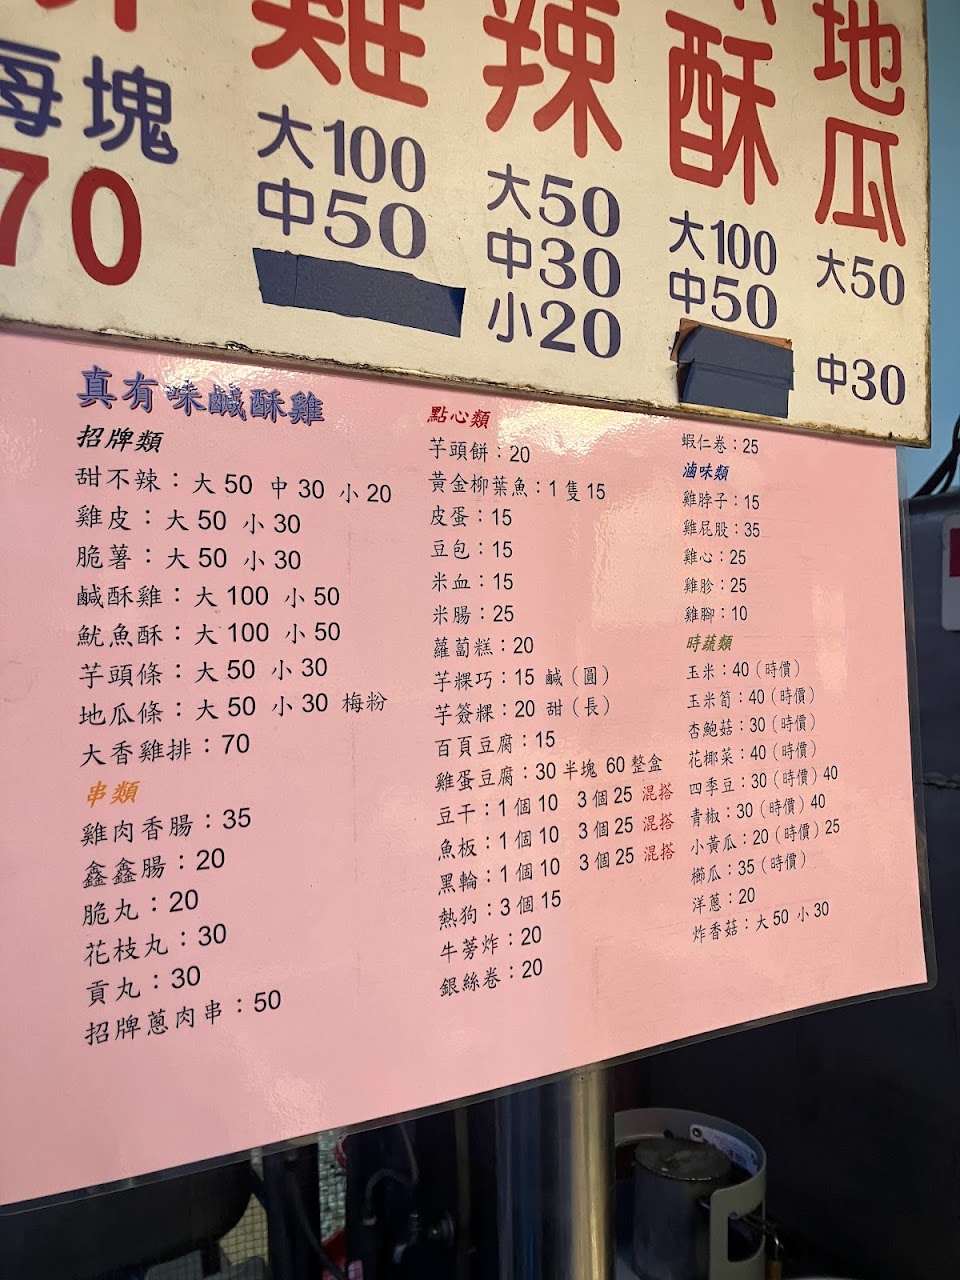 每塊
70
雞
大100
中50
辣
大50
中30
小20
酥
大100
中50
地瓜
大50
中30
真有味鹹酥雞
招牌類
甜不辣：大 50 中 30 小 20
雞皮：大 50 小 30
脆薯：大 50 小 30
鹹酥雞：大 100 小 50
魷魚酥：大 100 小 50
芋頭條：大 50 小 30
地瓜條：大 50 小 30 梅粉
大香雞排：70
串類
雞肉香腸：35
鑫鑫腸：20
脆丸：20
花枝丸：30
貢丸：30
招牌蔥肉串：50
點心類
芋頭餅：20
黃金柳葉魚：1 隻 15
皮蛋：15
豆包：15
米血：15
米腸：25
蘿蔔糕：20
芋粿巧：15 鹹（圓）
芋簽粿：20 甜（長）
百頁豆腐：15
雞蛋豆腐：30 半塊 60 整盒
豆干：1 個 10 3 個 25 混搭
魚板：1 個 10 3 個 25 混搭
黑輪：1 個 10 3 個 25 混搭
熱狗：3 個 15
牛蒡炸：20
銀絲卷：20
蝦仁卷：25
滷味類
雞脖子：15
雞屁股：35
雞心：25
雞胗：25
雞腳：10
時蔬類
玉米：40（時價）
玉米筍：40（時價）
杏鮑菇：30（時價）
花椰菜：40（時價）
四季豆：30（時價）40
青椒：30（時價）40
小黃瓜：20（時價）25
櫛瓜：35（時價）
洋蔥：20
炸香菇：大 50 小 30